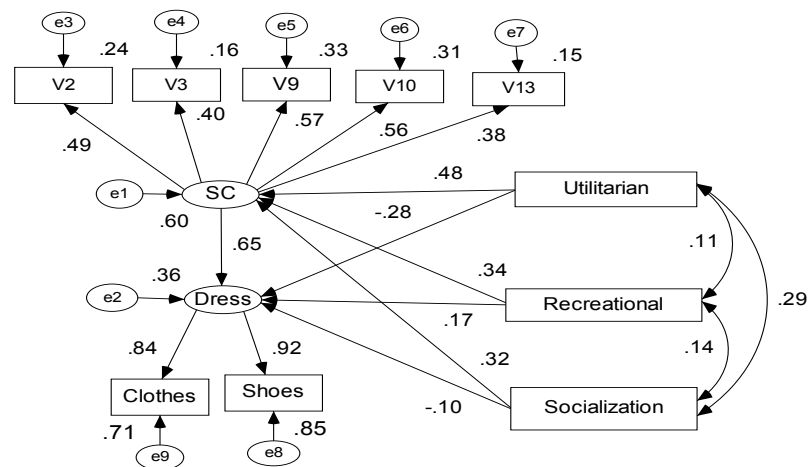 e3
e4
e5
e6
e7
.24
.16
.33
.31
.15
V2
V3
V9
V10
V13
.49
.40
.57
.56
.38
e1
SC
.60
.48
Utilitarian
-.28
.11
.65
.36
e2
Dress
.34
Recreational
.17
.29
.14
.84
.92
.32
Clothes
Shoes
-.10
Socialization
.71
.85
e9
e8